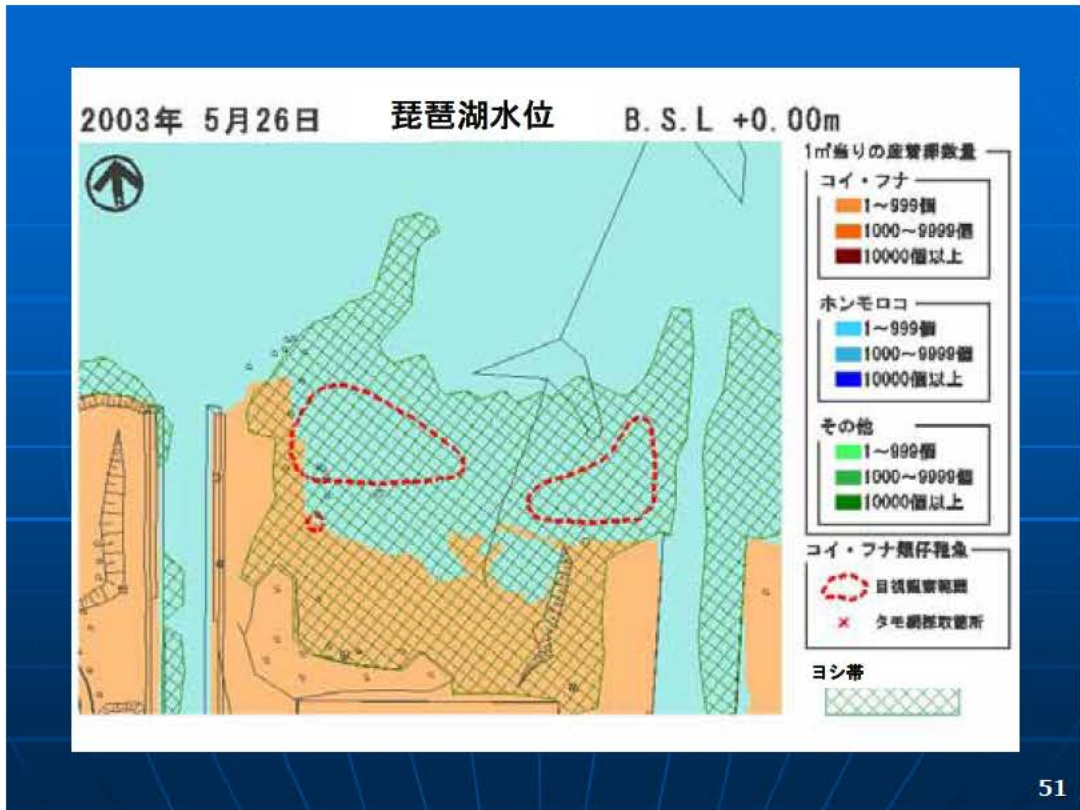 2003年 5月26日 琵琶湖水位 B.S.L +0.00m
1㎡当りの産着卵数量
コイ・フナ
1～999個
1000～9999個
10000個以上
ホンモロコ
1～999個
1000～9999個
10000個以上
その他
1～999個
1000～9999個
10000個以上
コイ・フナ類仔稚魚
目視観察範囲
タモ網採取箇所
ヨシ帯
51